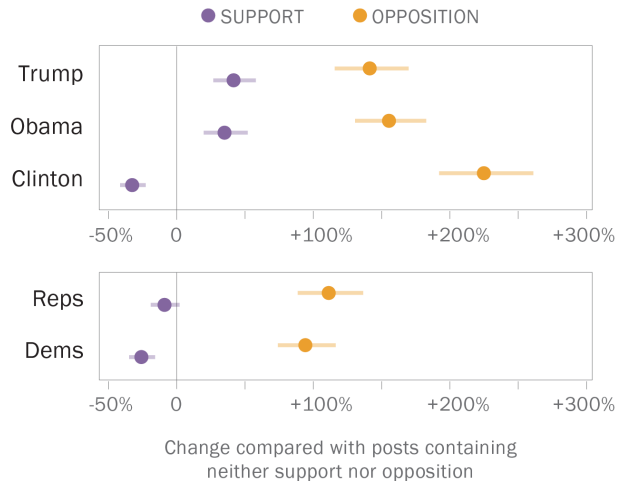 SUPPORT OPPOSITION
Trump
Obama
Clinton
-50% 0 +100% +200% +300%
Reps
Dems
-50% 0 +100% +200% +300%
Change compared with posts containing
neither support nor opposition